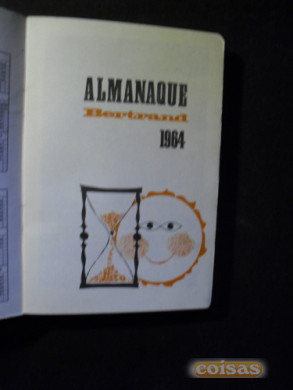 ALMANAQUE
Bertrand
1964
coisas